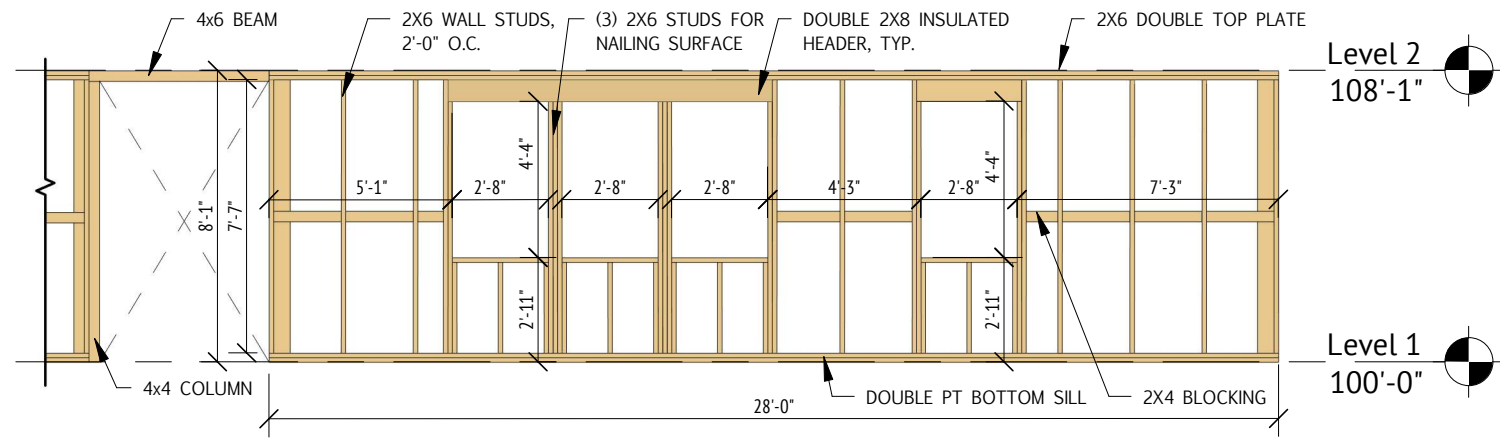 4x6 BEAM
2X6 WALL STUDS,
2'-0" O.C.
(3) 2X6 STUDS FOR
NAILING SURFACE
DOUBLE 2X8 INSULATED
HEADER, TYP.
2X6 DOUBLE TOP PLATE
Level 2
108'-1"
4'-4"
4'-4"
5'-1"
2'-8"
2'-8"
2'-8"
4'-3"
2'-8"
7'-3"
8'-1"
7'-7"
2'-11"
2'-11"
Level 1
100'-0"
4x4 COLUMN
DOUBLE PT BOTTOM SILL
2X4 BLOCKING
28'-0"